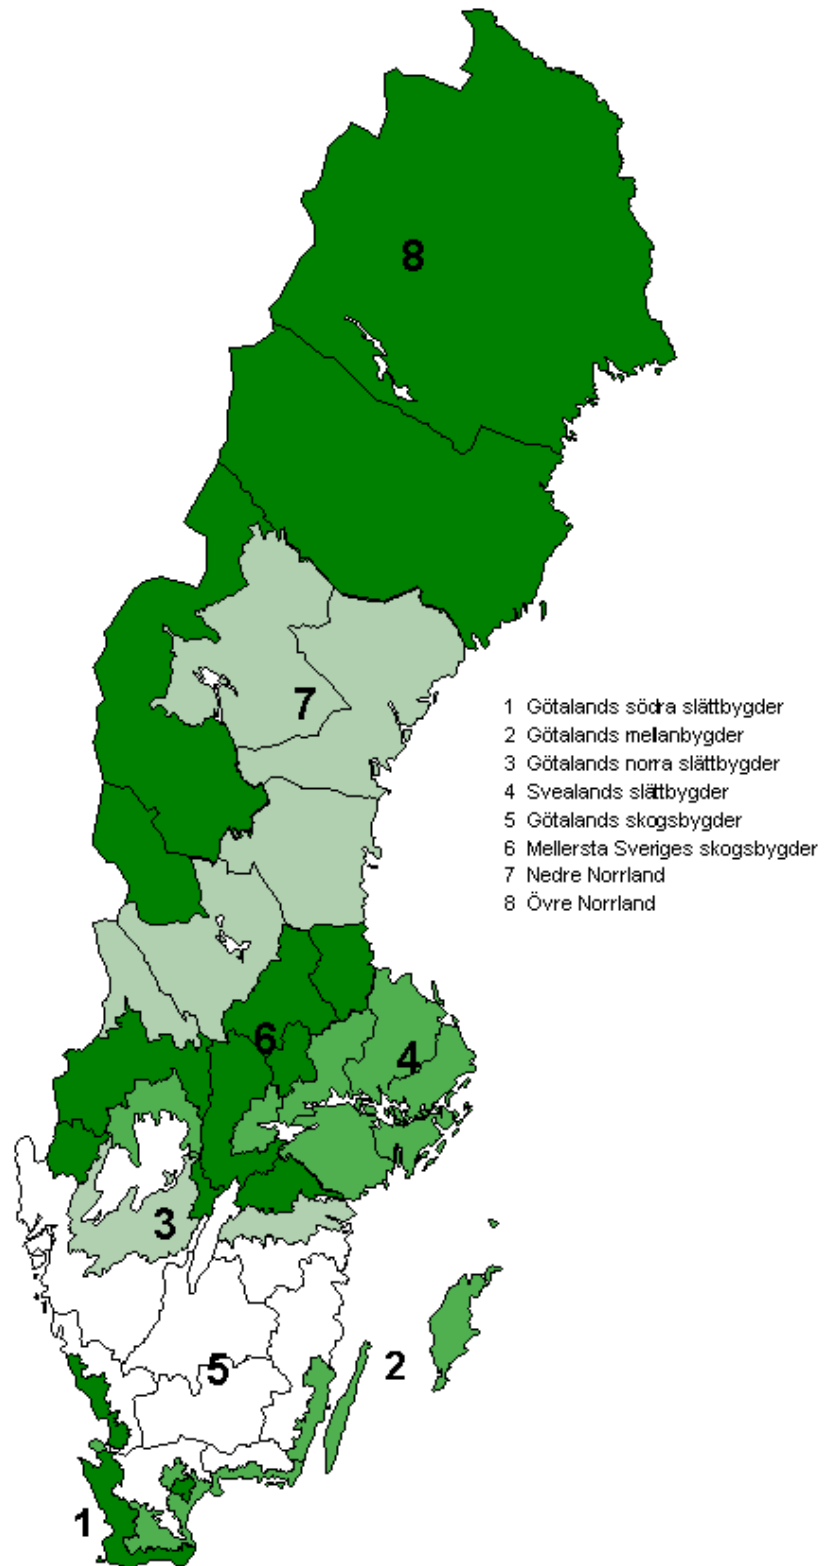 8
7
1 Götalands södra slättbygder
2 Götalands mellanbygder
3 Götalands norra slättbygder
4 Svealands slättbygder
5 Götalands skogsbygder
6 Mellersta Sveriges skogsbygder
7 Nedre Norrland
8 Övre Norrland
6
4
3
5
2
1